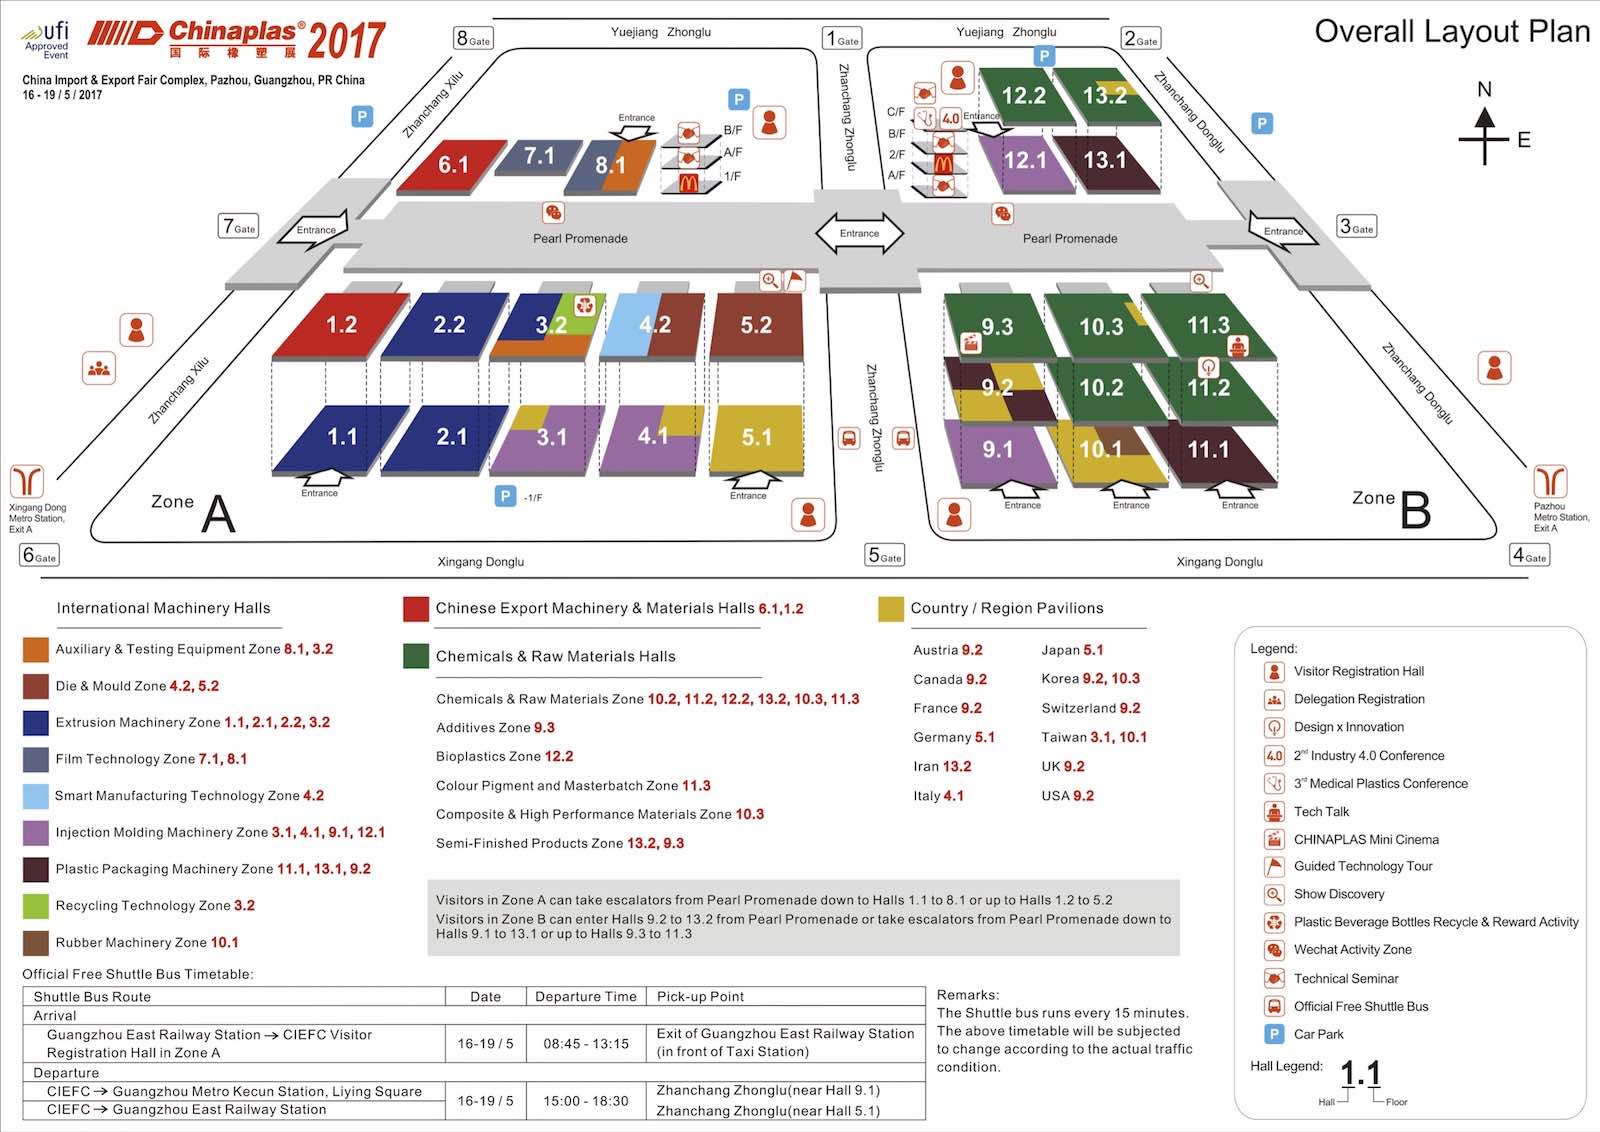 ufi
Approved
Event
Chinaplas® 2017
国际橡塑展
China Import & Export Fair Complex, Pazhou, Guangzhou, PR China
16 - 19 / 5 / 2017
Overall Layout Plan
N
E
8 Gate
Yuejiang Zhonglu
1 Gate
Yuejiang Zhonglu
2 Gate
P
Zhanchang Xilu
Zhanchang Zhonglu
Zhanchang Donglu
P
P
P
6.1
7.1
8.1
Entrance
B/F
A/F
1/F
C/F
B/F
2/F
A/F
4.0
Entrance
12.2
13.2
12.1
13.1
7 Gate
Entrance
Pearl Promenade
Entrance
Pearl Promenade
Entrance
3 Gate
1.2
2.2
3.2
4.2
5.2
9.3
10.3
11.3
9.2
10.2
11.2
1.1
2.1
3.1
4.1
5.1
9.1
10.1
11.1
Zhanchang Xilu
Zhanchang Zhonglu
Zhanchang Donglu
Entrance
P -1/F
Entrance
Entrance
Entrance
Entrance
Zone A
Zone B
Xingang Dong
Metro Station,
Exit A
Pazhou
Metro Station,
Exit A
6 Gate
Xingang Donglu
5 Gate
Xingang Donglu
4 Gate
International Machinery Halls
Auxiliary & Testing Equipment Zone 8.1, 3.2
Die & Mould Zone 4.2, 5.2
Extrusion Machinery Zone 1.1, 2.1, 2.2, 3.2
Film Technology Zone 7.1, 8.1
Smart Manufacturing Technology Zone 4.2
Injection Molding Machinery Zone 3.1, 4.1, 9.1, 12.1
Plastic Packaging Machinery Zone 11.1, 13.1, 9.2
Recycling Technology Zone 3.2
Rubber Machinery Zone 10.1
Chinese Export Machinery & Materials Halls 6.1,1.2
Chemicals & Raw Materials Halls
Chemicals & Raw Materials Zone 10.2, 11.2, 12.2, 13.2, 10.3, 11.3
Additives Zone 9.3
Bioplastics Zone 12.2
Colour Pigment and Masterbatch Zone 11.3
Composite & High Performance Materials Zone 10.3
Semi-Finished Products Zone 13.2, 9.3
Country / Region Pavilions
Austria 9.2
Japan 5.1
Canada 9.2
Korea 9.2, 10.3
France 9.2
Switzerland 9.2
Germany 5.1
Taiwan 3.1, 10.1
Iran 13.2
UK 9.2
Italy 4.1
USA 9.2
Visitors in Zone A can take escalators from Pearl Promenade down to Halls 1.1 to 8.1 or up to Halls 1.2 to 5.2
Visitors in Zone B can enter Halls 9.2 to 13.2 from Pearl Promenade or take escalators from Pearl Promenade down to
Halls 9.1 to 13.1 or up to Halls 9.3 to 11.3
Legend:
Visitor Registration Hall
Delegation Registration
Design x Innovation
4.0 2nd Industry 4.0 Conference
3rd Medical Plastics Conference
Tech Talk
CHINAPLAS Mini Cinema
Guided Technology Tour
Show Discovery
Plastic Beverage Bottles Recycle & Reward Activity
Wechat Activity Zone
Technical Seminar
Official Free Shuttle Bus
P Car Park
Hall Legend: 1.1
Hall Floor
Official Free Shuttle Bus Timetable:
Shuttle Bus Route Date Departure Time Pick-up Point
Arrival
Guangzhou East Railway Station → CIEFC Visitor
Registration Hall in Zone A
16-19 / 5 08:45 - 13:15
Exit of Guangzhou East Railway Station
(in front of Taxi Station)
Departure
CIEFC → Guangzhou Metro Kecun Station, Liying Square
CIEFC → Guangzhou East Railway Station
16-19 / 5 15:00 - 18:30
Zhanchang Zhonglu(near Hall 9.1)
Zhanchang Zhonglu(near Hall 5.1)
Remarks:
The Shuttle bus runs every 15 minutes.
The above timetable will be subjected
to change according to the actual traffic
condition.